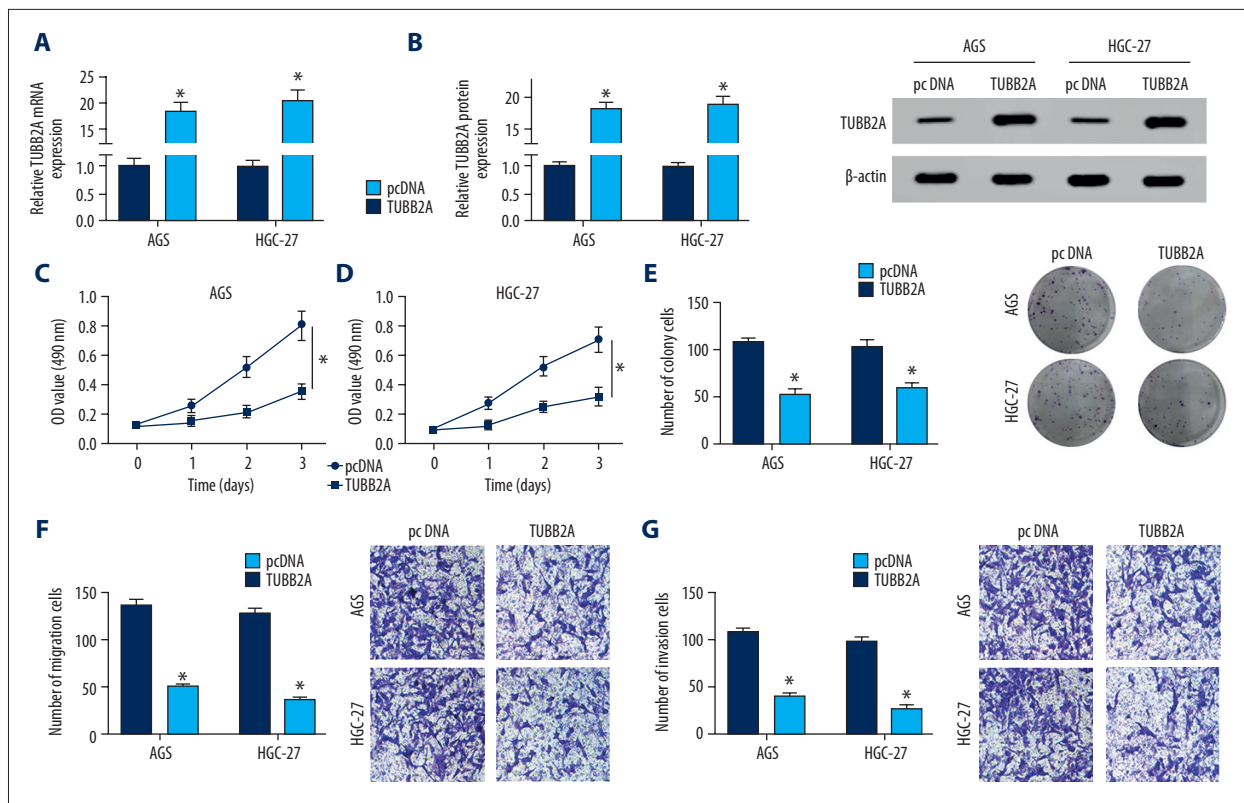 A
Relative TUBB2A mRNA
expression
25
20
15
1.0
0.5
0.0
*
*
AGS
HGC-27
pcDNA
TUBB2A
B
Relative TUBB2A protein
expression
20
15
1.0
0.5
0.0
*
*
AGS
HGC-27
AGS
HGC-27
pc DNA
TUBB2A
pc DNA
TUBB2A
TUBB2A
β-actin
C
AGS
OD value (490 nm)
1.0
0.8
0.6
0.4
0.2
0.0
*
0
1
2
3
Time (days)
pcDNA
TUBB2A
D
HGC-27
OD value (490 nm)
1.0
0.8
0.6
0.4
0.2
0.0
*
0
1
2
3
Time (days)
E
pcDNA
TUBB2A
Number of colony cells
150
100
50
0
*
*
AGS
HGC-27
pc DNA
TUBB2A
AGS
HGC-27
F
pcDNA
TUBB2A
Number of migration cells
150
100
50
0
*
*
AGS
HGC-27
pc DNA
TUBB2A
AGS
HGC-27
G
pcDNA
TUBB2A
Number of invasion cells
150
100
50
0
*
*
AGS
HGC-27
pc DNA
TUBB2A
AGS
HGC-27